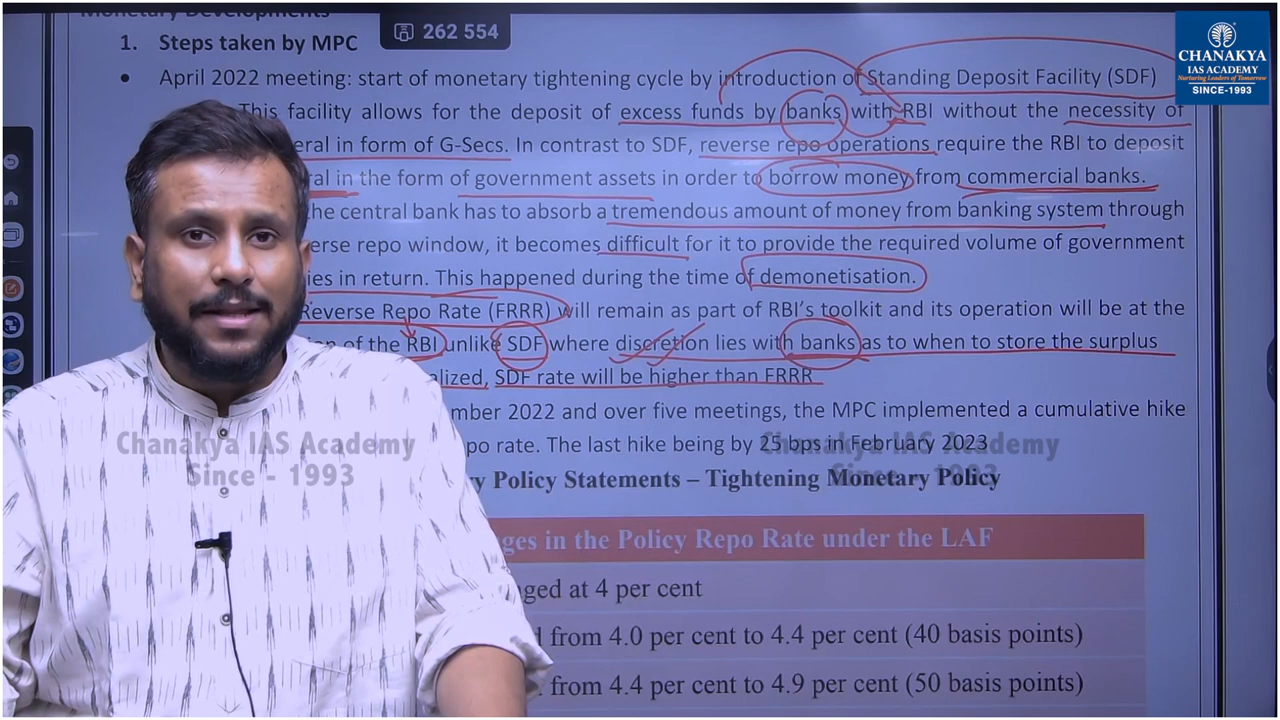 Monetary Developments
262 554
1. Steps taken by MPC
• April 2022 meeting: start of monetary tightening cycle by introduction of Standing Deposit Facility (SDF)
This facility allows for the deposit of excess funds by banks with RBI without the necessity of
eral in form of G-Secs. In contrast to SDF, reverse repo operations require the RBI to deposit
ral in the form of government assets in order to borrow money from commercial banks.
the central bank has to absorb a tremendous amount of money from banking system through
erse repo window, it becomes difficult for it to provide the required volume of government
ies in return. This happened during the time of demonetisation.
Reverse Repo Rate (FRRR) will remain as part of RBI's toolkit and its operation will be at the
on of the RBI unlike SDF where discretion lies with banks as to when to store the surplus
alized, SDF rate will be higher than FRRR
mber 2022 and over five meetings, the MPC implemented a cumulative hike
po rate. The last hike being by 25 bps in February 2023
y Policy Statements – Tightening Monetary Policy
ges in the Policy Repo Rate under the LAF
ged at 4 per cent
d from 4.0 per cent to 4.4 per cent (40 basis points)
from 4.4 per cent to 4.9 per cent (50 basis points)
CHANAKYA
IAS ACADEMY
Nurturing Leaders of Tomorrow
SINCE-1993
Chanakya IAS Academy
Since - 1993
Chanakya IAS Academy
Since - 1993